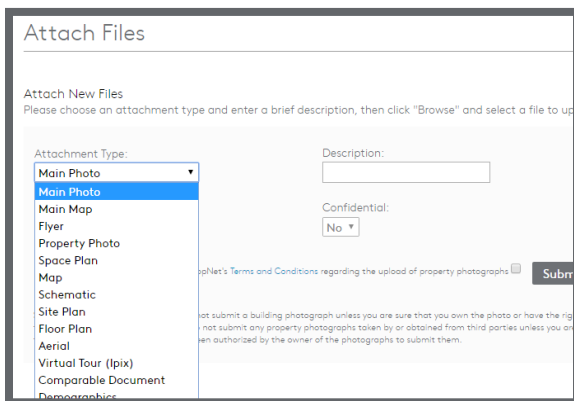 Attach Files
Attach New Files
Please choose an attachment type and enter a brief description, then click "Browse" and select a file to up
Attachment Type:
Description:
Main Photo
Main Photo
Main Map
Confidential:
Flyer
No
Property Photo
Space Plan
opNet's Terms and Conditions regarding the upload of property photographs
Subm
Map
Schematic
Site Plan
not submit a building photograph unless you are sure that you own the photo or have the rig
Floor Plan
not submit any property photographs taken by or obtained from third parties unless you are
Aerial
en authorized by the owner of the photographs to submit them.
Virtual Tour (Ipix)
Comparable Document
Demographics